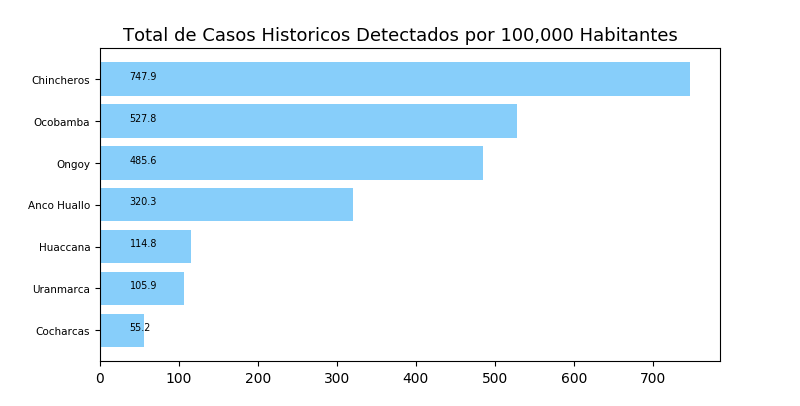 Total de Casos Historicos Detectados por 100,000 Habitantes
Chincheros 747.9
Ocobamba 527.8
Ongoy 485.6
Anco Huallo 320.3
Huaccana 114.8
Uranmarca 105.9
Cocharcas 55.2
0 100 200 300 400 500 600 700